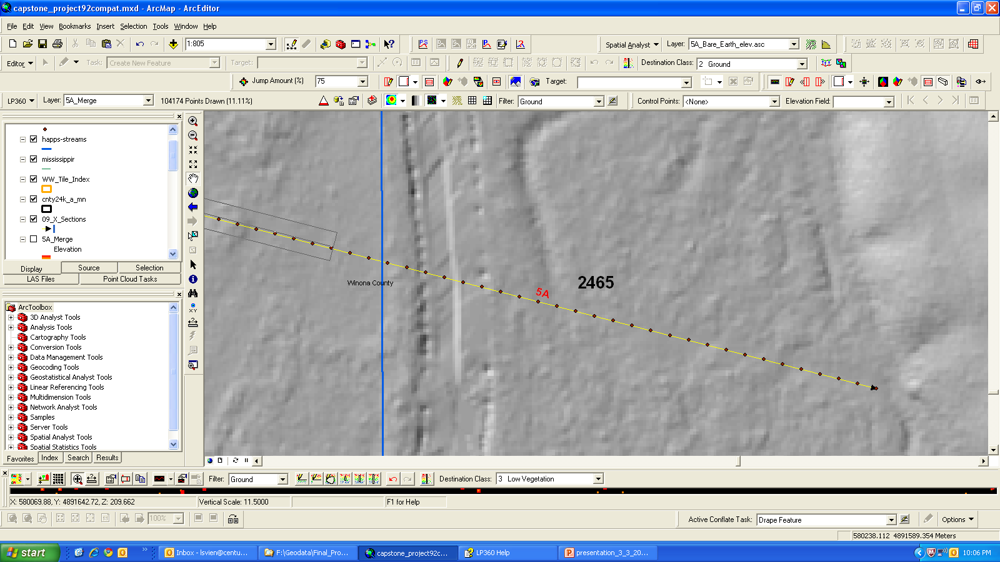 capstone_project92compat.mxd - ArcMap - ArcEditor
File Edit View Bookmarks Insert Selection Tools Window Help
1:805
Spatial Analyst Layer: 5A_Bare_Earth_elev.asc
Editor Task: Create New Feature Target: Destination Class: 2 Ground
Jump Amount (%) 75 Target:
LP360 Layer: 5A_Merge 104174 Points Drawn (11.11%) Filter: Ground Control Points: <None> Elevation Field:
happs-streams
mississippir
WW_Tile_Index
cnty24k_a_mn
09_X_Sections
5A_Merge
Elevation
Display Source Selection
LAS Files Point Cloud Tasks
ArcToolbox
3D Analyst Tools
Analysis Tools
Cartography Tools
Conversion Tools
Data Management Tools
Geocoding Tools
Geostatistical Analyst Tools
Linear Referencing Tools
Multidimension Tools
Network Analyst Tools
Samples
Server Tools
Spatial Analyst Tools
Spatial Statistics Tools
Favorites Index Search Results
Winona County
5A
2465
Filter: Ground Destination Class: 3 Low Vegetation
X: 580069.88, Y: 4891642.72, Z: 209.662 Vertical Scale: 11.5000 F1 for Help
100% Active Conflate Task: Drape Feature Options
580238.112 4891589.354 Meters
start Inbox - lsvien@centu... F:\Geodata\Final_Pro... capstone_project92c... LP360 Help presentation_3_3_20... 10:06 PM